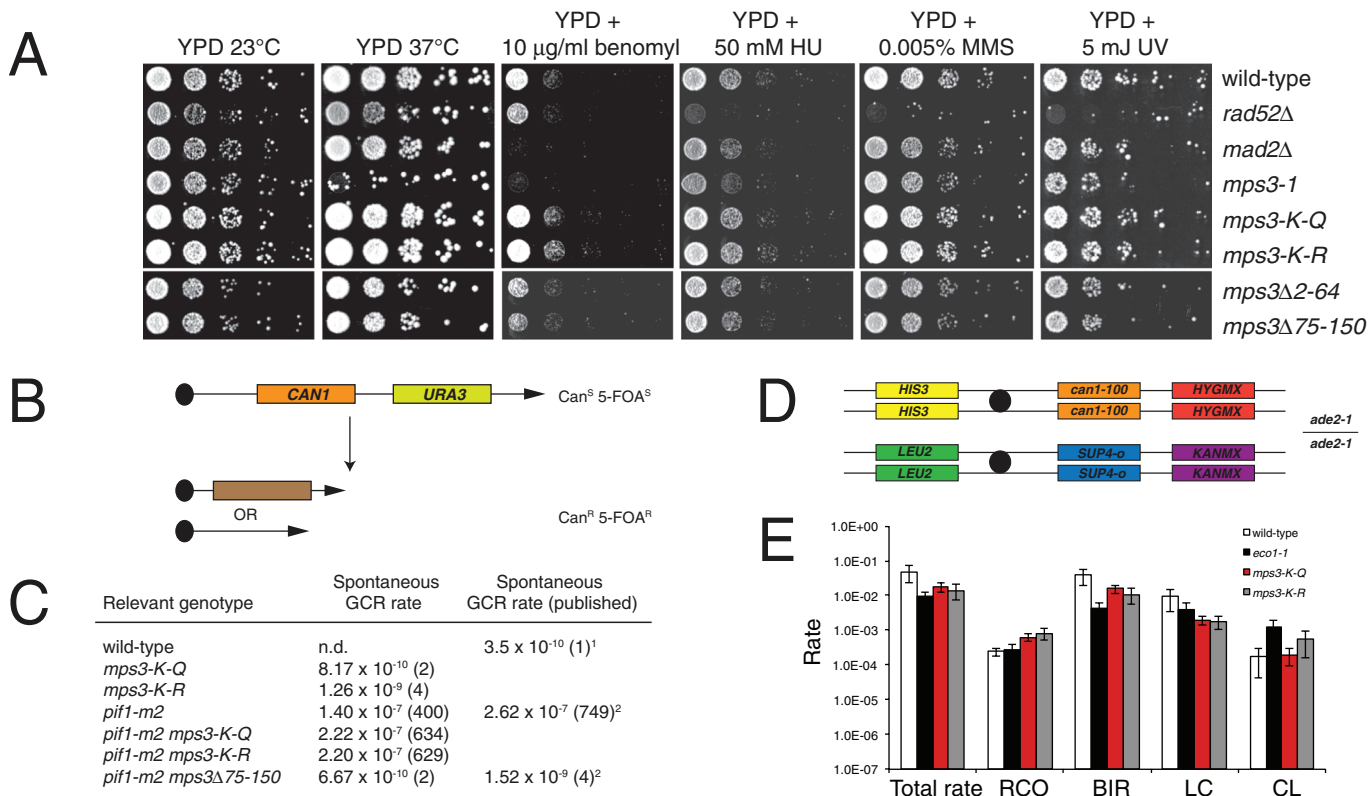 A
YPD 23°C
YPD 37°C
YPD +
10 µg/ml benomyl
YPD +
50 mM HU
YPD +
0.005% MMS
YPD +
5 mJ UV
wild-type
rad52Δ
mad2Δ
mps3-1
mps3-K-Q
mps3-K-R
mps3Δ2-64
mps3Δ75-150
B
CAN1
URA3
Can^S 5-FOA^S
OR
Can^R 5-FOA^R
C
Relevant genotype
Spontaneous
GCR rate
Spontaneous
GCR rate (published)
wild-type n.d. 3.5 x 10^-10 (1)^1
mps3-K-Q 8.17 x 10^-10 (2)
mps3-K-R 1.26 x 10^-9 (4)
pif1-m2 1.40 x 10^-7 (400) 2.62 x 10^-7 (749)^2
pif1-m2 mps3-K-Q 2.22 x 10^-7 (634)
pif1-m2 mps3-K-R 2.20 x 10^-7 (629)
pif1-m2 mps3Δ75-150 6.67 x 10^-10 (2) 1.52 x 10^-9 (4)^2
D
HIS3 can1-100 HYGMX
HIS3 can1-100 HYGMX
LEU2 SUP4-o KANMX
LEU2 SUP4-o KANMX
ade2-1
ade2-1
E
Rate
1.0E+00
1.0E-01
1.0E-02
1.0E-03
1.0E-04
1.0E-05
1.0E-06
1.0E-07
Total rate RCO BIR LC CL
wild-type
eco1-1
mps3-K-Q
mps3-K-R